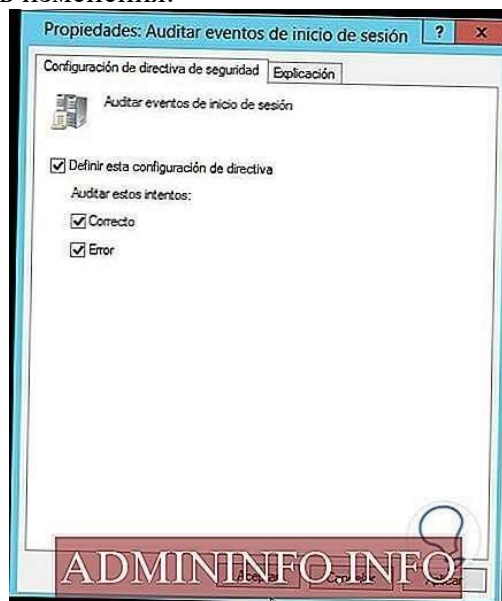 в изменения.
Propiedades: Auditar eventos de inicio de sesión ? x
Configuración de directiva de seguridad Explicación
Auditar eventos de inicio de sesión
Definir esta configuración de directiva
Auditar estos intentos:
Correcto
Error
ADMININFO.INFO